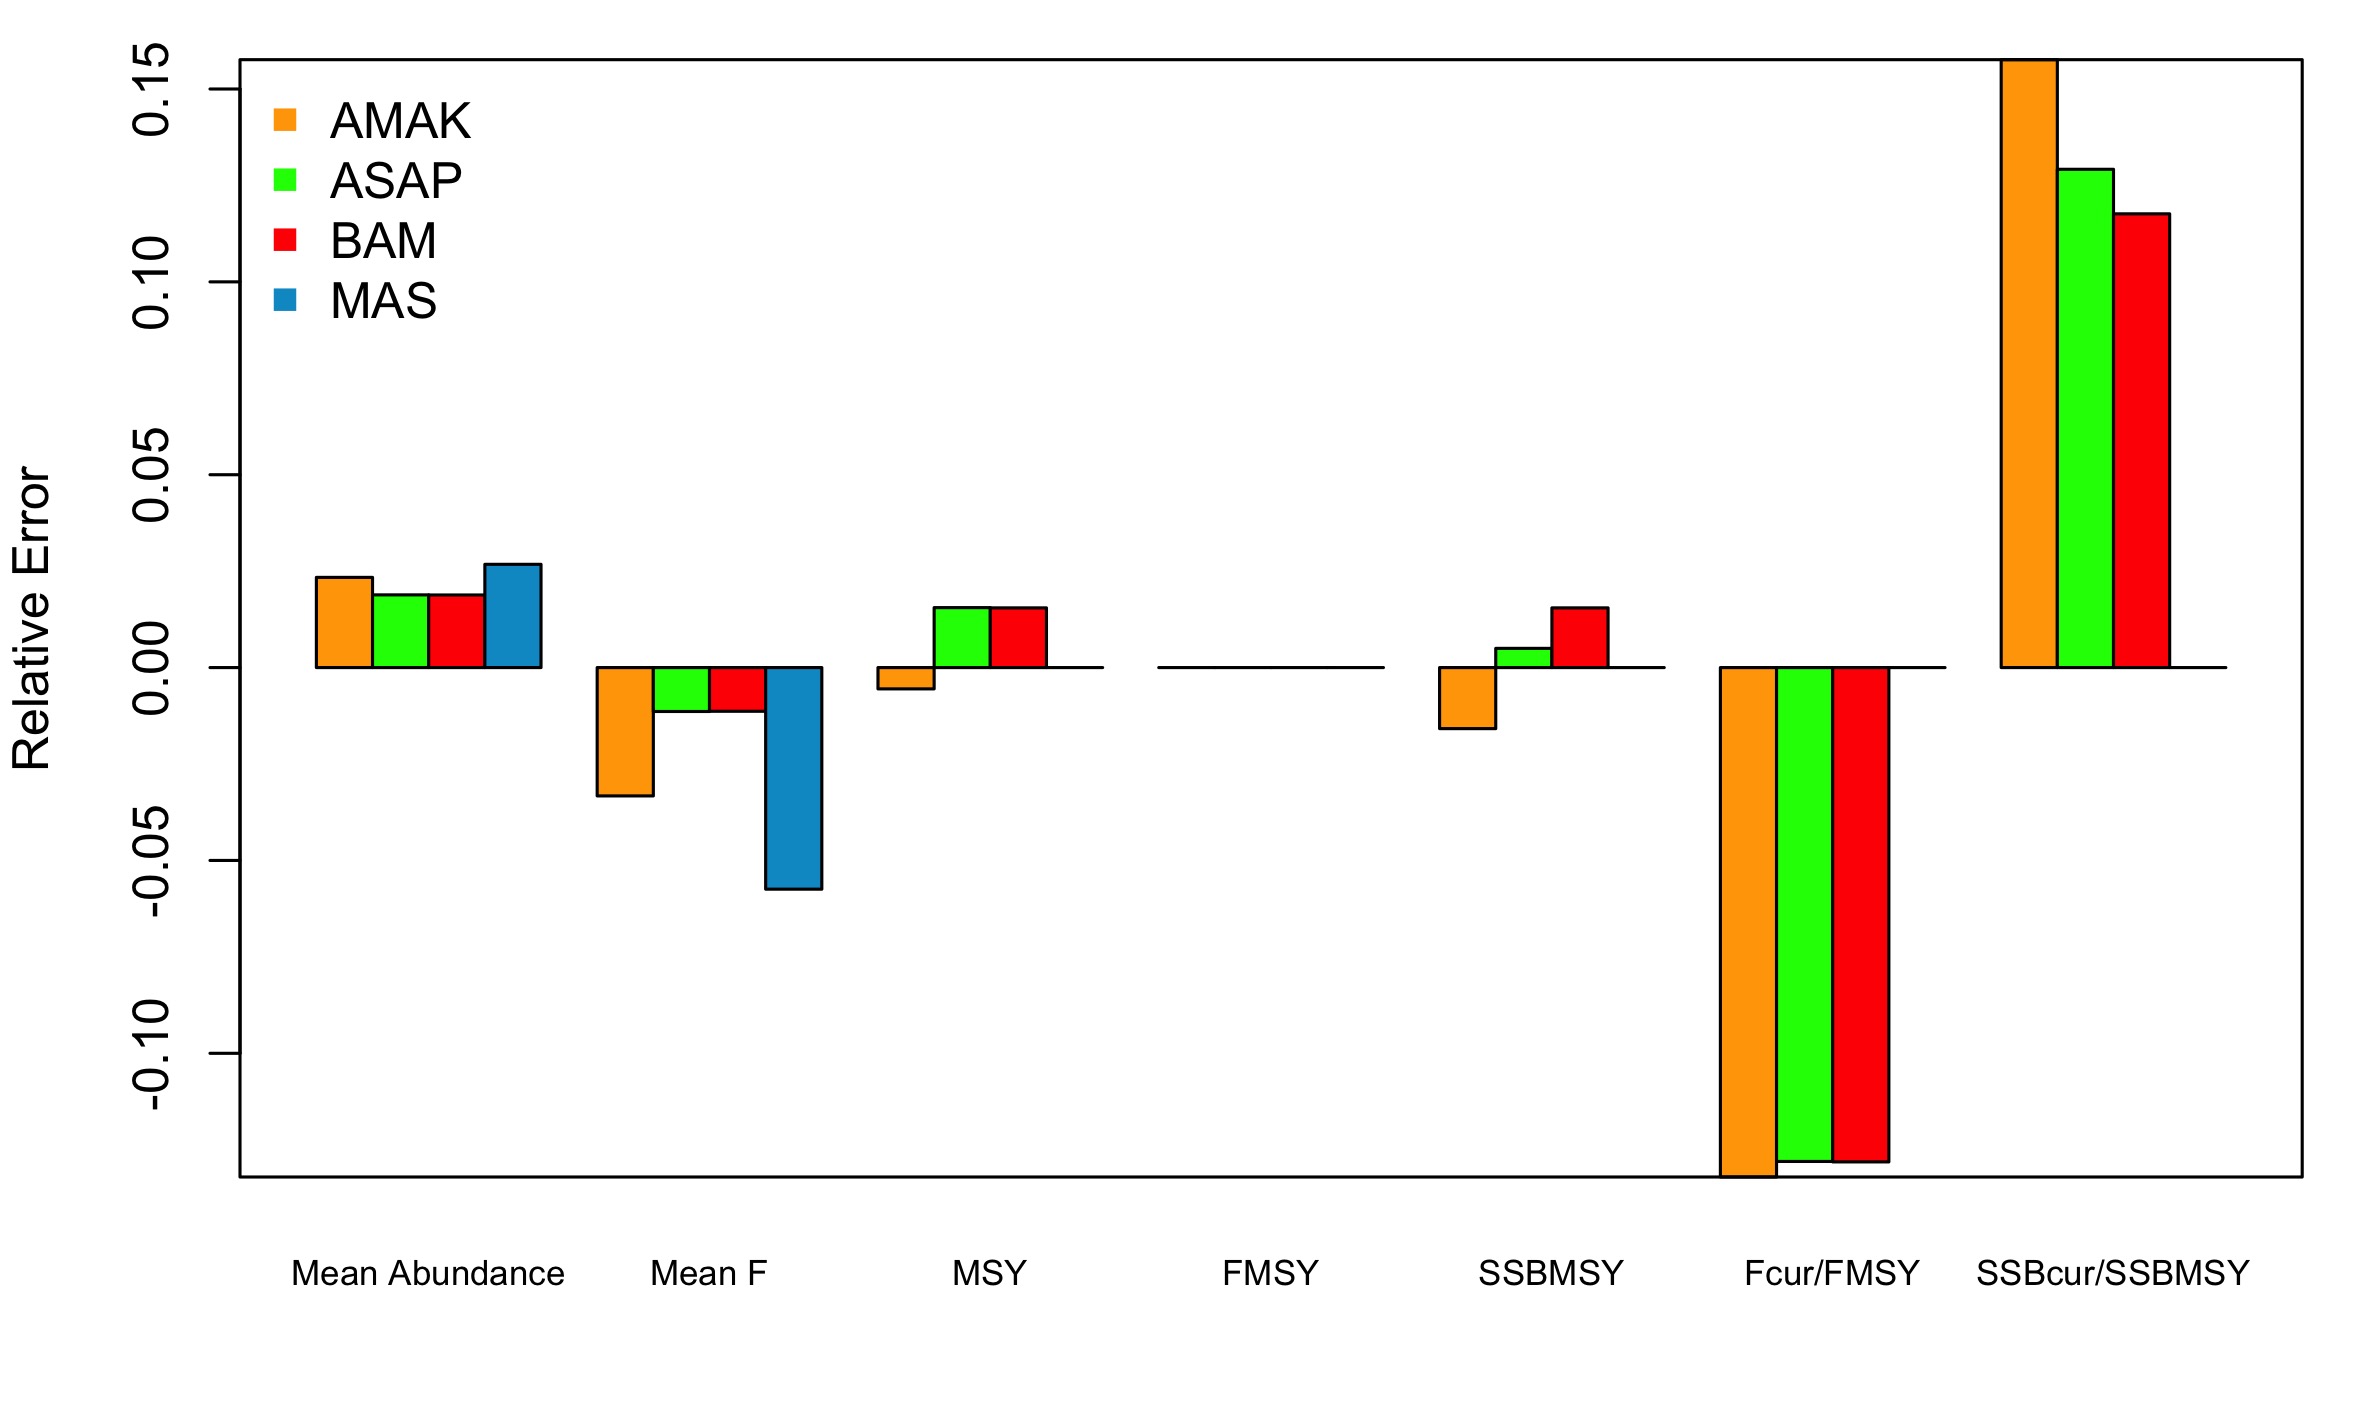 Relative Error
0.15
0.10
0.05
0.00
-0.05
-0.10
AMAK
ASAP
BAM
MAS
Mean Abundance
Mean F
MSY
FMSY
SSBMSY
Fcur/FMSY
SSBcur/SSBMSY